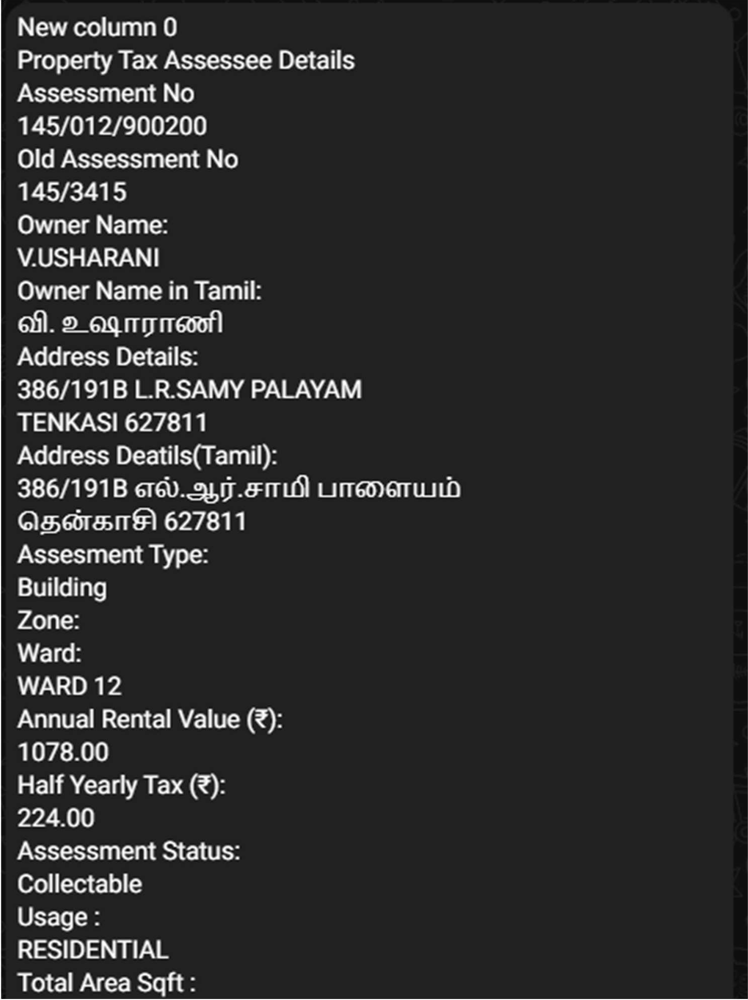 New column 0
Property Tax Assessee Details
Assessment No
145/012/900200
Old Assessment No
145/3415
Owner Name:
V.USHARANI
Owner Name in Tamil:
வி. உஷாராணி
Address Details:
386/191B L.R.SAMY PALAYAM
TENKASI 627811
Address Deatils(Tamil):
386/191B எல்.ஆர்.சாமி பாளையம்
தென்காசி 627811
Assesment Type:
Building
Zone:
Ward:
WARD 12
Annual Rental Value (₹):
1078.00
Half Yearly Tax (₹):
224.00
Assessment Status:
Collectable
Usage :
RESIDENTIAL
Total Area Sqft :